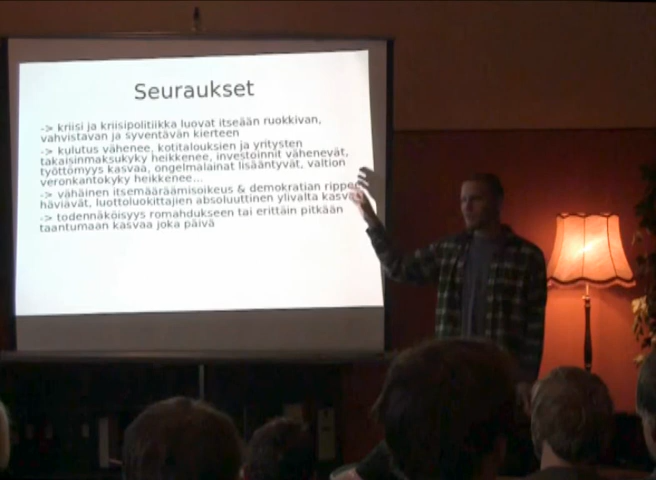 Seuraukset
-> kriisi ja kriisipolitiikka luovat itseään ruokkivan,
vahvistavan ja syventävän kierteen
-> kulutus vähenee, kotitalouksien ja yritysten
takaisinmaksukyky heikkenee, investoinnit vähenevät,
työttömyys kasvaa, ongelmalainat lisääntyvät, valtion
veronkantokyky heikkenee...
-> vähäinen itsemääräämisoikeus & demokratian rippeet
häviävät, luottoluokittajien absoluuttinen ylivalta kasvaa
-> todennäköisyys romahdukseen tai erittäin pitkään
taantumaan kasvaa joka päivä